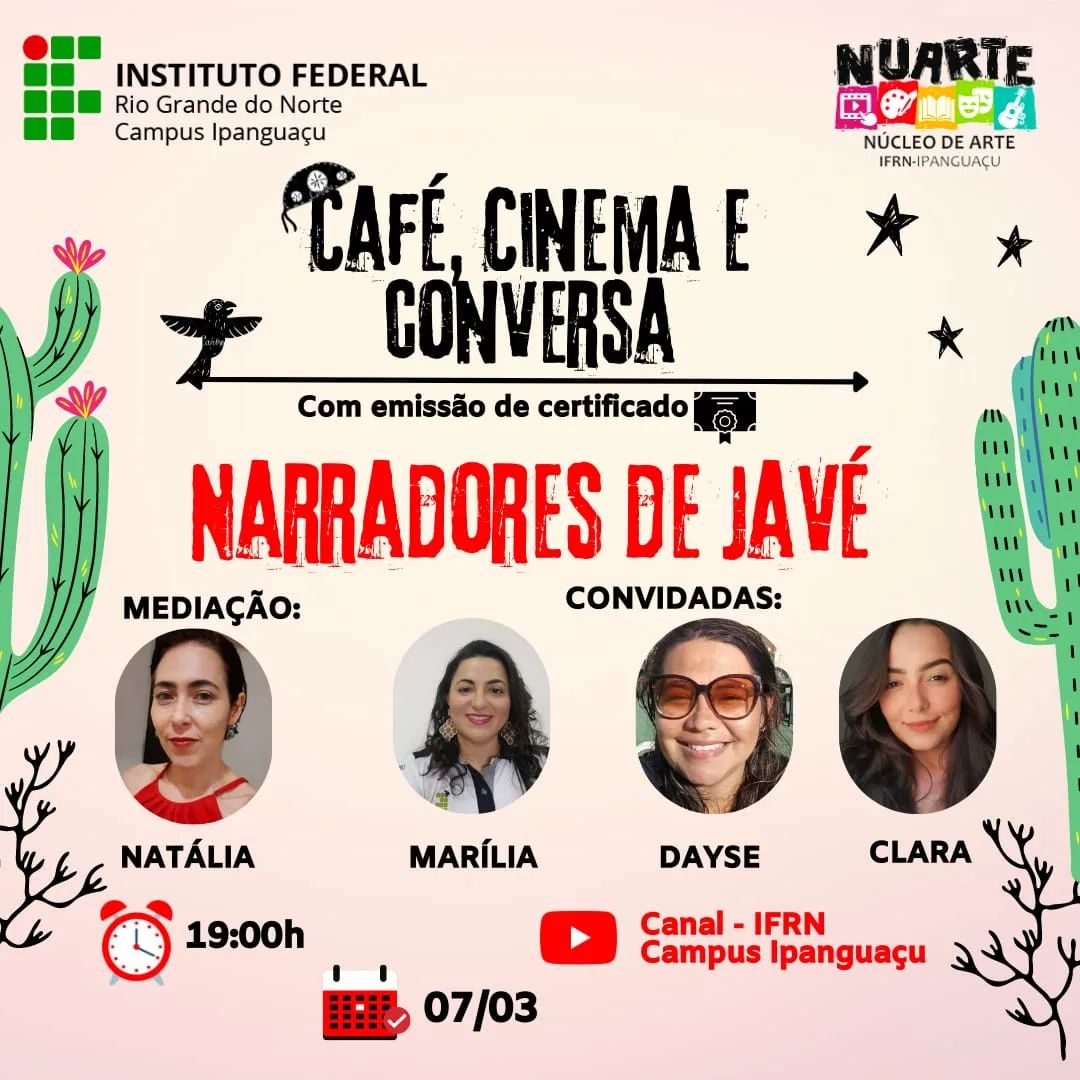 INSTITUTO FEDERAL
Rio Grande do Norte
Campus Ipanguaçu
NUARTE
NÚCLEO DE ARTE
IFRN-IPANGUAÇU
CAFÉ, CINEMA E
CONVERSA
Com emissão de certificado
NARRADORES DE JAVÉ
MEDIAÇÃO:
CONVIDADAS:
NATÁLIA
MARÍLIA
DAYSE
CLARA
19:00h
Canal - IFRN
Campus Ipanguaçu
07/03